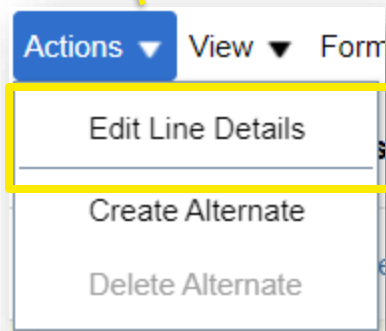 Actions View Form
Edit Line Details
Create Alternate
Delete Alternate